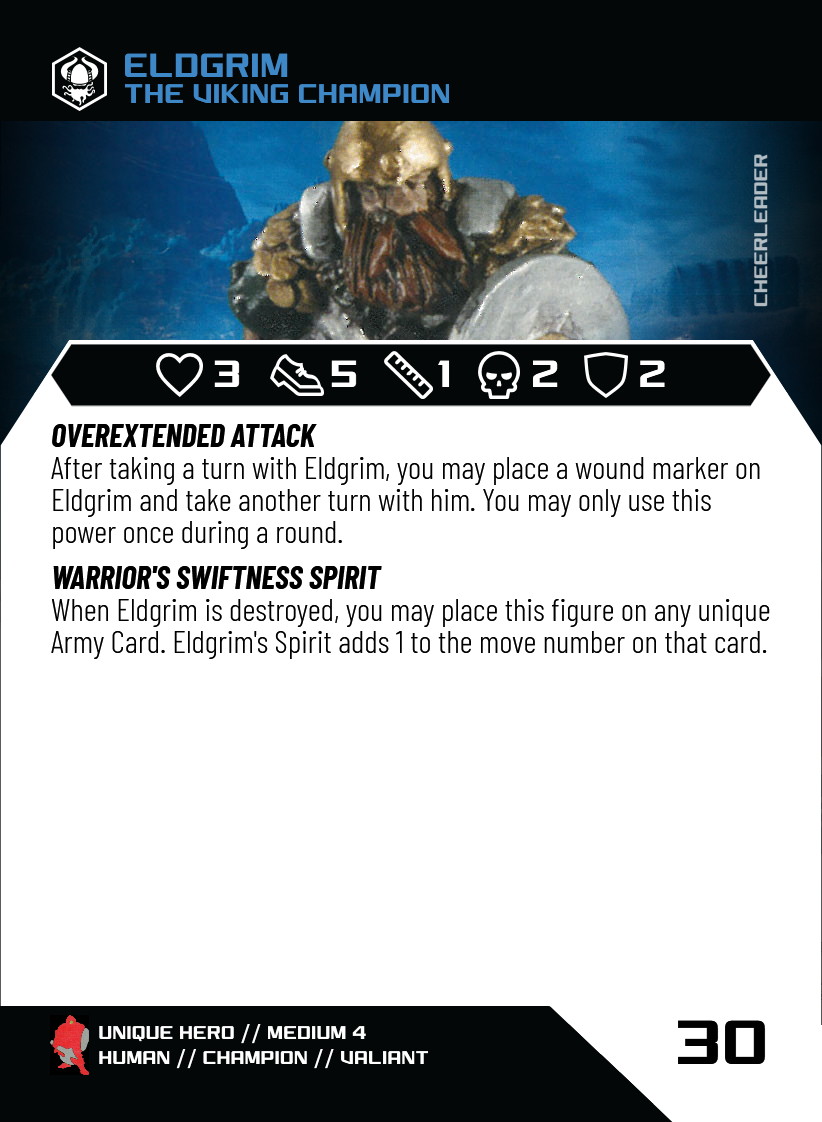 ELDGRIM
THE VIKING CHAMPION
CHEERLEADER
3 5 1 2 2
OVEREXTENDED ATTACK
After taking a turn with Eldgrim, you may place a wound marker on
Eldgrim and take another turn with him. You may only use this
power once during a round.
WARRIOR'S SWIFTNESS SPIRIT
When Eldgrim is destroyed, you may place this figure on any unique
Army Card. Eldgrim's Spirit adds 1 to the move number on that card.
UNIQUE HERO // MEDIUM 4
HUMAN // CHAMPION // VALIANT
30